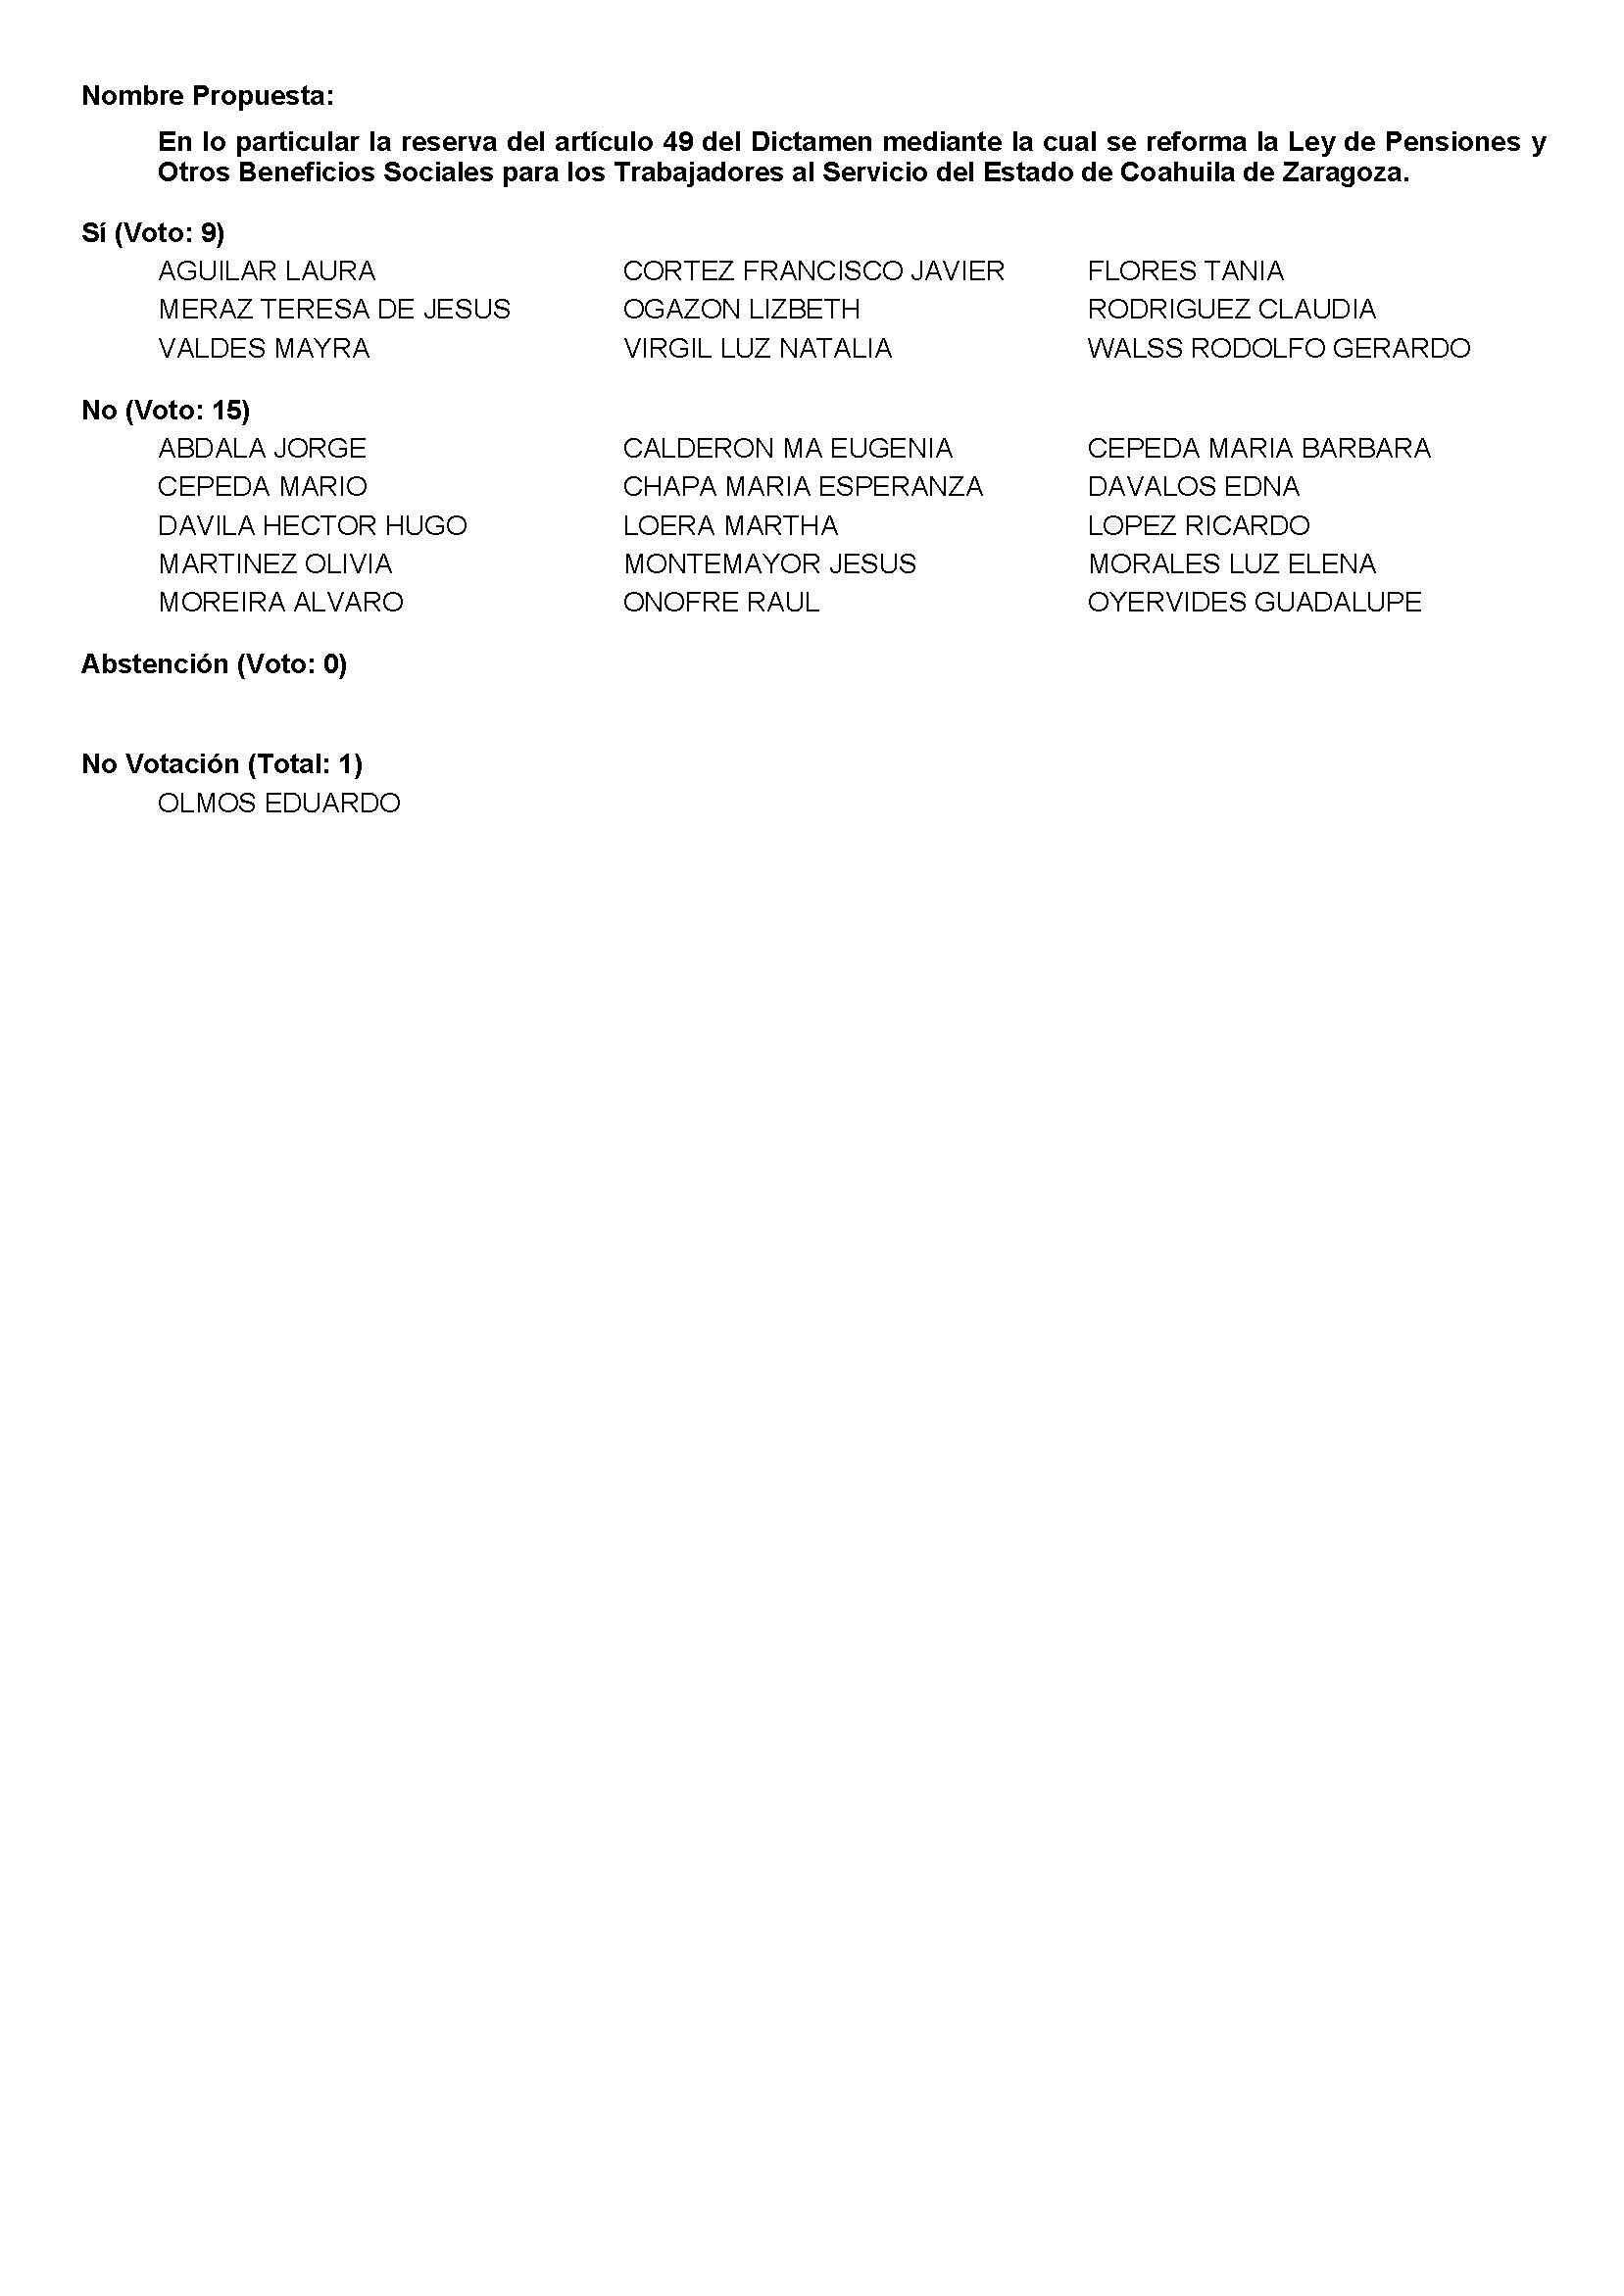 Nombre Propuesta:
En lo particular la reserva del artículo 49 del Dictamen mediante la cual se reforma la Ley de Pensiones y
Otros Beneficios Sociales para los Trabajadores al Servicio del Estado de Coahuila de Zaragoza.
Sí (Voto: 9)
AGUILAR LAURA CORTEZ FRANCISCO JAVIER FLORES TANIA
MERAZ TERESA DE JESUS OGAZON LIZBETH RODRIGUEZ CLAUDIA
VALDES MAYRA VIRGIL LUZ NATALIA WALSS RODOLFO GERARDO
No (Voto: 15)
ABDALA JORGE CALDERON MA EUGENIA CEPEDA MARIA BARBARA
CEPEDA MARIO CHAPA MARIA ESPERANZA DAVALOS EDNA
DAVILA HECTOR HUGO LOERA MARTHA LOPEZ RICARDO
MARTINEZ OLIVIA MONTEMAYOR JESUS MORALES LUZ ELENA
MOREIRA ALVARO ONOFRE RAUL OYERVIDES GUADALUPE
Abstención (Voto: 0)
No Votación (Total: 1)
OLMOS EDUARDO